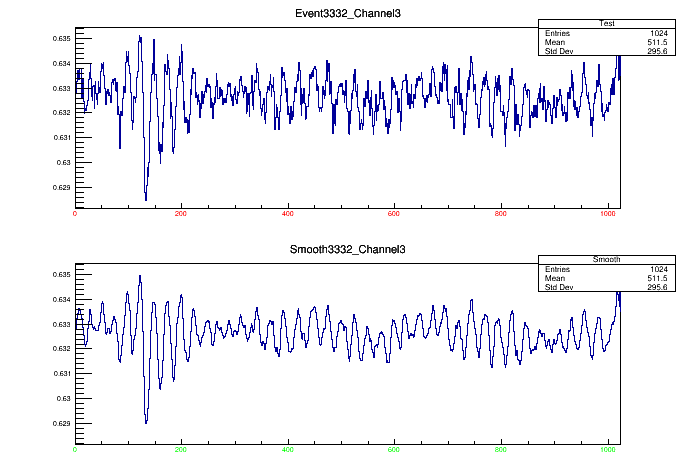 Event3332_Channel3
Test
Entries 1024
Mean 511.5
Std Dev 295.6
0.635
0.634
0.633
0.632
0.631
0.63
0.629
0 200 400 600 800 1000
Smooth3332_Channel3
Smooth
Entries 1024
Mean 511.5
Std Dev 295.6
0.635
0.634
0.633
0.632
0.631
0.63
0.629
0 200 400 600 800 1000